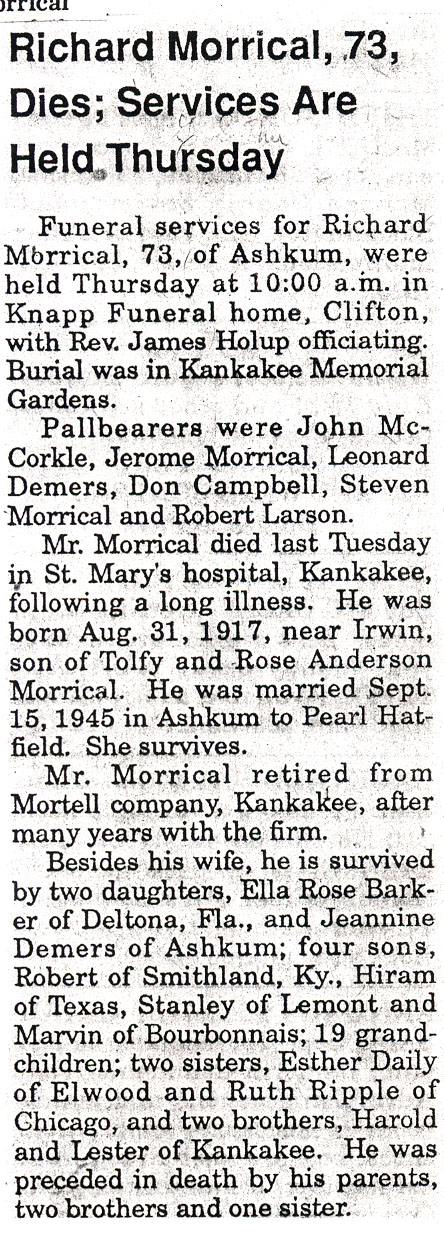 orrical
Richard Morrical, 73,
Dies; Services Are
Held Thursday
Funeral services for Richard
Morrical, 73, of Ashkum, were
held Thursday at 10:00 a.m. in
Knapp Funeral home, Clifton,
with Rev. James Holup officiating.
Burial was in Kankakee Memorial
Gardens.
Pallbearers were John Mc-
Corkle, Jerome Morrical, Leonard
Demers, Don Campbell, Steven
Morrical and Robert Larson.
Mr. Morrical died last Tuesday
in St. Mary's hospital, Kankakee,
following a long illness. He was
born Aug. 31, 1917, near Irwin,
son of Tolfy and Rose Anderson
Morrical. He was married Sept.
15, 1945 in Ashkum to Pearl Hat-
field. She survives.
Mr. Morrical retired from
Mortell company, Kankakee, after
many years with the firm.
Besides his wife, he is survived
by two daughters, Ella Rose Bark-
er of Deltona, Fla., and Jeannine
Demers of Ashkum; four sons,
Robert of Smithland, Ky., Hiram
of Texas, Stanley of Lemont and
Marvin of Bourbonnais; 19 grand-
children; two sisters, Esther Daily
of Elwood and Ruth Ripple of
Chicago, and two brothers, Harold
and Lester of Kankakee. He was
preceded in death by his parents,
two brothers and one sister.